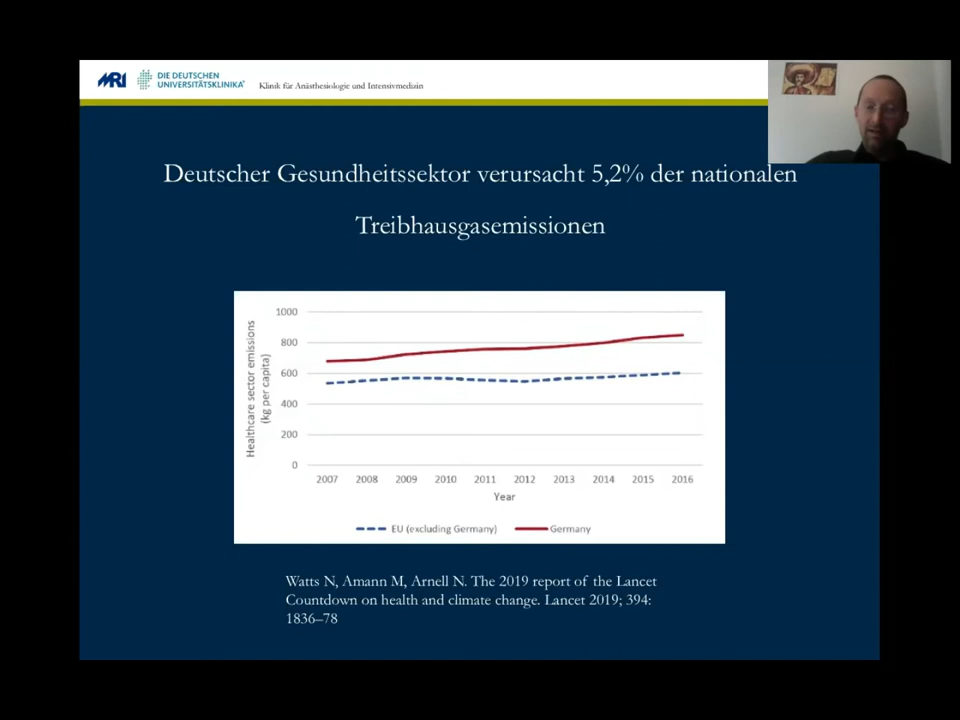 MRI
DIE DEUTSCHEN
UNIVERSITÄTSKLINIKA®
Klinik für Anästhesiologie und Intensivmedizin
Deutscher Gesundheitssektor verursacht 5,2% der nationalen
Treibhausgasemissionen
Healthcare sector emissions
(kg per capita)
1000
800
600
400
200
0
2007 2008 2009 2010 2011 2012 2013 2014 2015 2016
Year
EU (excluding Germany) Germany
Watts N, Amann M, Arnell N. The 2019 report of the Lancet
Countdown on health and climate change. Lancet 2019; 394:
1836–78